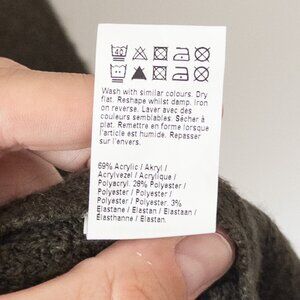 40
Wash with similar colours. Dry
flat. Reshape whilst damp. Iron
on reverse. Laver avec des
couleurs semblables. Sécher à
plat. Remettre en forme lorsque
l'article est humide. Repasser
sur l'envers.
69% Acrylic / Akryl /
Acrylvezel / Acrylique /
Polyacryl. 28% Polyester /
Polyester / Polyester /
Polyester / Polyester. 3%
Elastane / Elastan / Elastaan /
Élasthanne / Elastan.